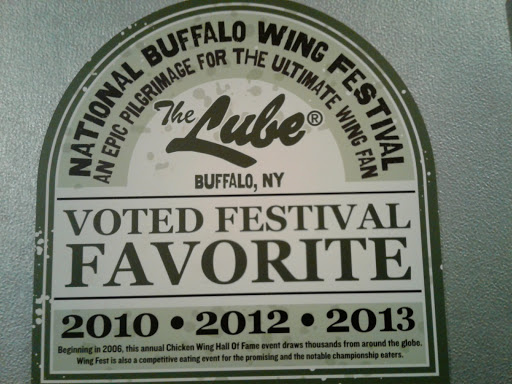 NATIONAL BUFFALO WING FESTIVAL
AN EPIC PILGRIMAGE FOR THE ULTIMATE WING FAN
The Lube®
BUFFALO, NY
VOTED FESTIVAL
FAVORITE
2010 • 2012 • 2013
Beginning in 2006, this annual Chicken Wing Hall Of Fame event draws thousands from around the globe.
Wing Fest is also a competitive eating event for the promising and the notable championship eaters.